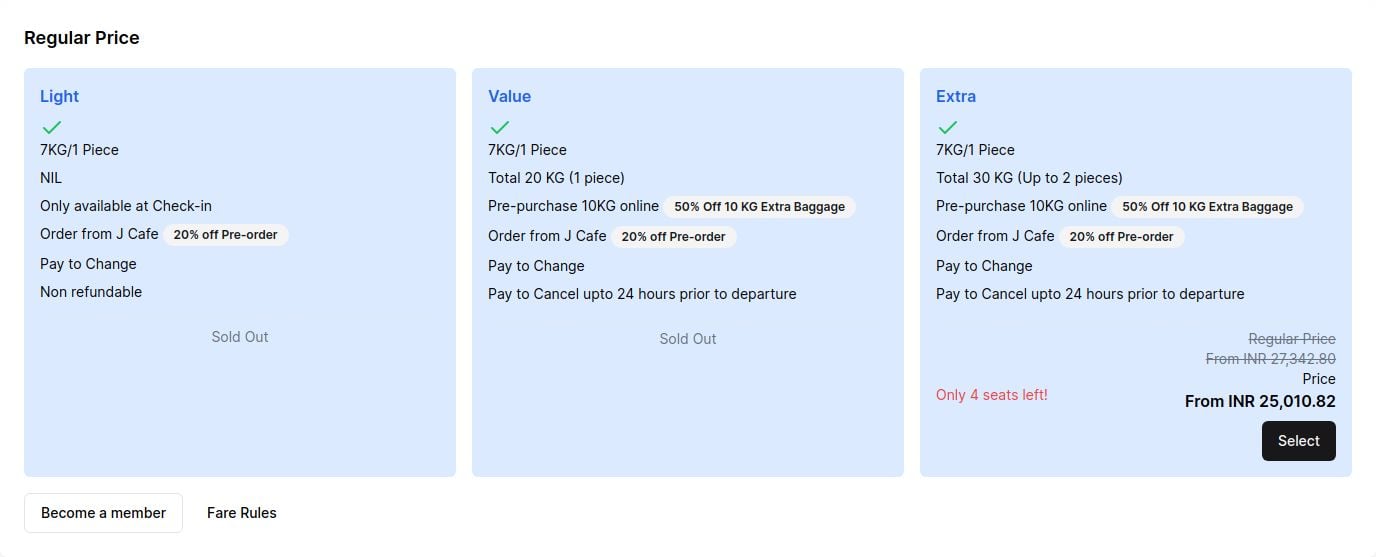 Regular Price
Light
7KG/1 Piece
NIL
Only available at Check-in
Order from J Cafe 20% off Pre-order
Pay to Change
Non refundable
Sold Out
Value
7KG/1 Piece
Total 20 KG (1 piece)
Pre-purchase 10KG online 50% Off 10 KG Extra Baggage
Order from J Cafe 20% off Pre-order
Pay to Change
Pay to Cancel upto 24 hours prior to departure
Sold Out
Extra
7KG/1 Piece
Total 30 KG (Up to 2 pieces)
Pre-purchase 10KG online 50% Off 10 KG Extra Baggage
Order from J Cafe 20% off Pre-order
Pay to Change
Pay to Cancel upto 24 hours prior to departure
Regular Price
From INR 27,342.80
Price
Only 4 seats left!
From INR 25,010.82
Select
Become a member
Fare Rules